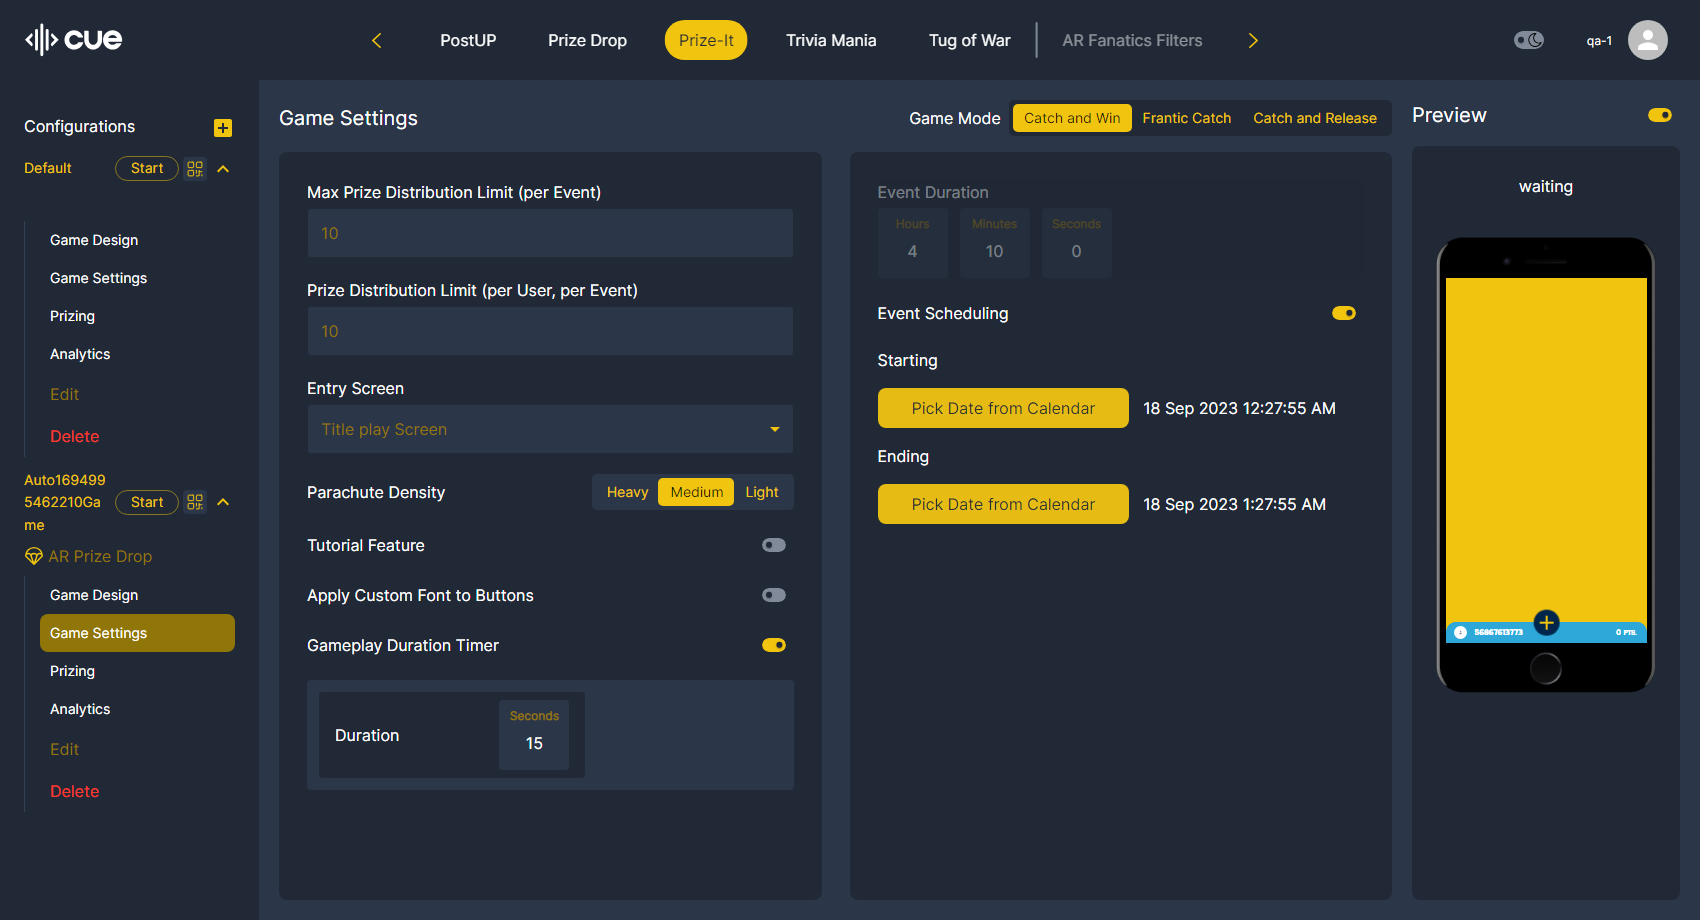 cue
PostUP
Prize Drop
Prize-It
Trivia Mania
Tug of War
AR Fanatics Filters
qa-1
Configurations
Default
Start
Game Design
Game Settings
Prizing
Analytics
Edit
Delete
Auto169499
5462210Ga
me
Start
AR Prize Drop
Game Design
Game Settings
Prizing
Analytics
Edit
Delete
Game Settings
Game Mode
Catch and Win
Frantic Catch
Catch and Release
Max Prize Distribution Limit (per Event)
10
Prize Distribution Limit (per User, per Event)
10
Entry Screen
Title play Screen
Parachute Density
Heavy
Medium
Light
Tutorial Feature
Apply Custom Font to Buttons
Gameplay Duration Timer
Duration
Seconds
15
Event Duration
Hours
4
Minutes
10
Seconds
0
Event Scheduling
Starting
Pick Date from Calendar
18 Sep 2023 12:27:55 AM
Ending
Pick Date from Calendar
18 Sep 2023 1:27:55 AM
Preview
waiting
56867613773
0 PTS.